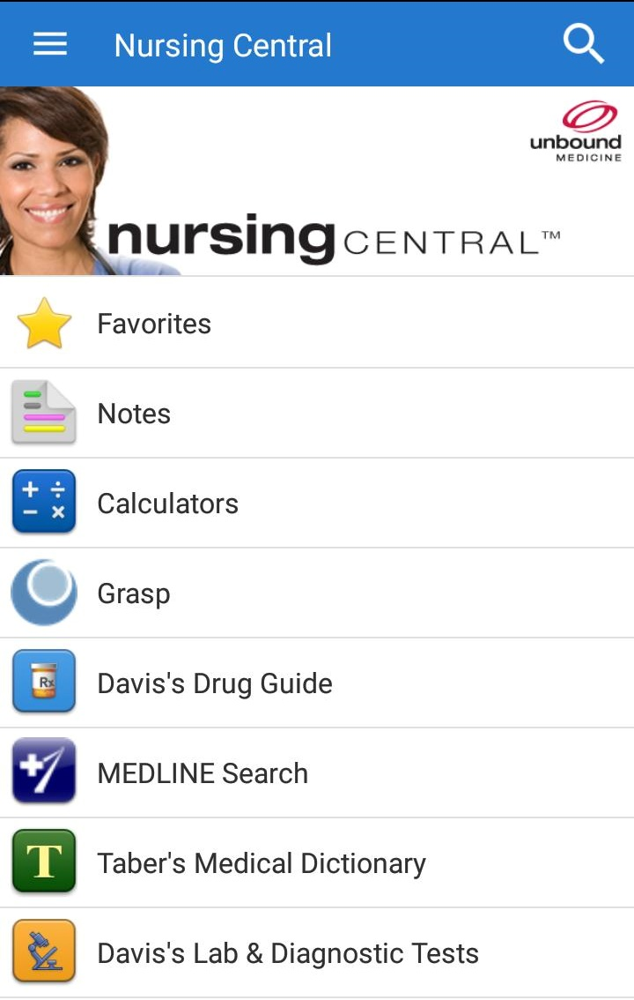 Nursing Central
unbound
MEDICINE
nursing CENTRAL™
Favorites
Notes
+ ÷
− ×
Calculators
Grasp
Rx
Davis's Drug Guide
MEDLINE Search
T
Taber's Medical Dictionary
Davis's Lab & Diagnostic Tests